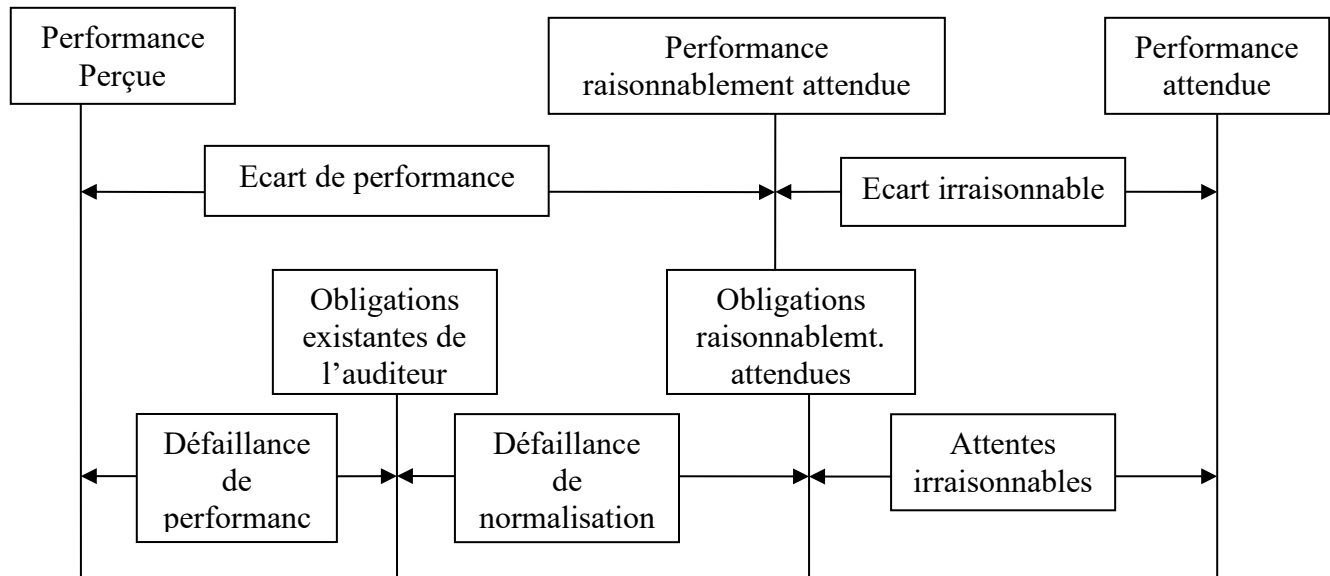 Performance
Perçue
Performance
raisonnablement attendue
Performance
attendue
Ecart de performance
Ecart irraisonnable
Obligations
existantes de
l’auditeur
Obligations
raisonnablemt.
attendues
Défaillance
de
performanc
Défaillance
de
normalisation
Attentes
irraisonnables